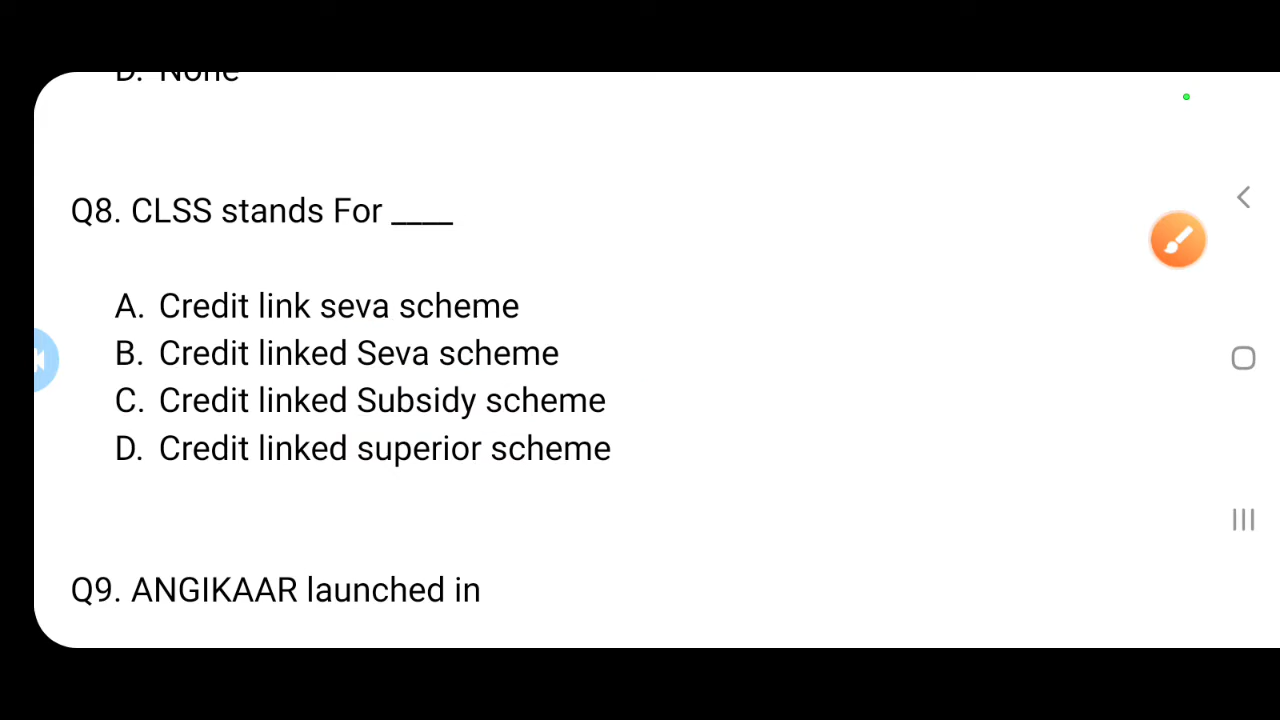 D. None
Q8. CLSS stands For ____
A. Credit link seva scheme
B. Credit linked Seva scheme
C. Credit linked Subsidy scheme
D. Credit linked superior scheme
Q9. ANGIKAAR launched in